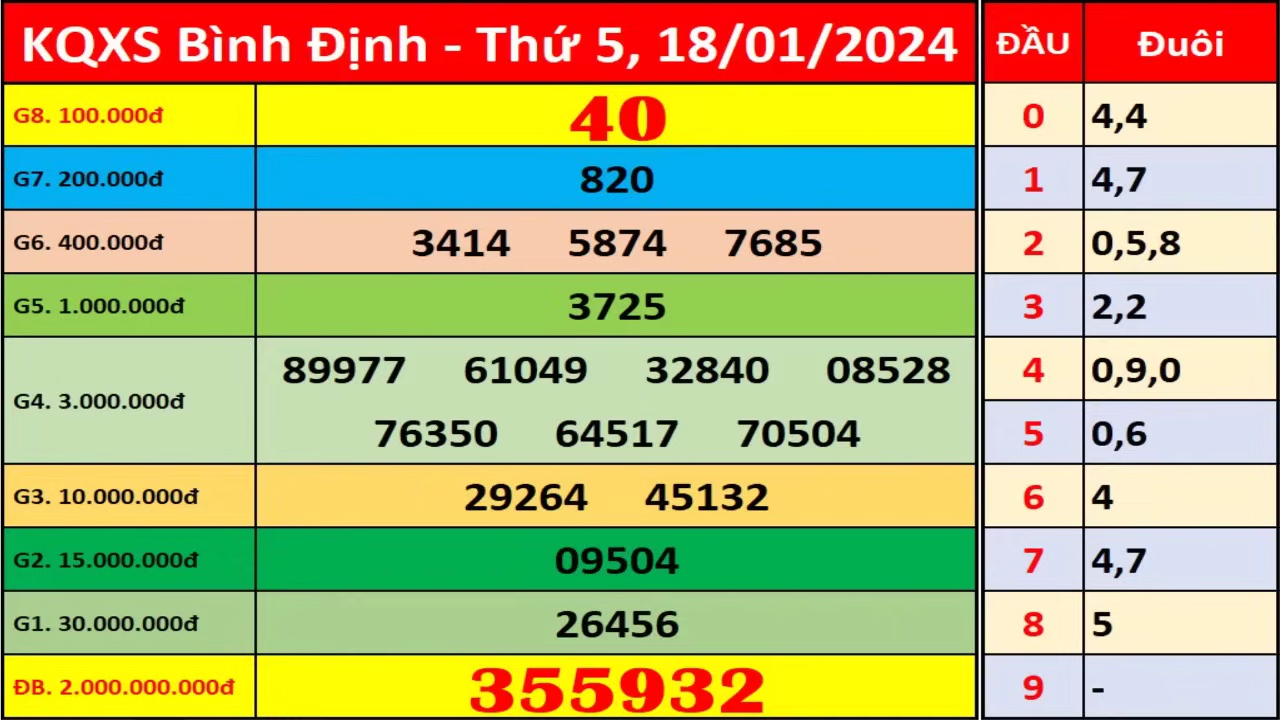 KQXS Bình Định - Thứ 5, 18/01/2024
G8. 100.000đ 40
G7. 200.000đ 820
G6. 400.000đ 3414 5874 7685
G5. 1.000.000đ 3725
G4. 3.000.000đ 89977 61049 32840 08528
76350 64517 70504
G3. 10.000.000đ 29264 45132
G2. 15.000.000đ 09504
G1. 30.000.000đ 26456
ĐB. 2.000.000.000đ 355932
ĐẦU Đuôi
0 4,4
1 4,7
2 0,5,8
3 2,2
4 0,9,0
5 0,6
6 4
7 4,7
8 5
9 -